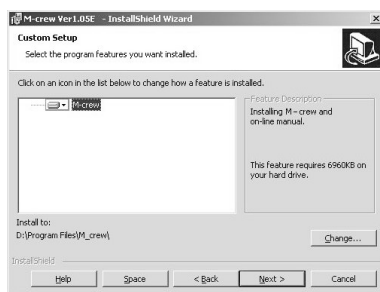 M-crew Ver1.05E - InstallShield Wizard
Custom Setup
Select the program features you want installed.
Click on an icon in the list below to change how a feature is installed.
M-crew
Feature Description
Installing M-crew and
on-line manual.
This feature requires 6960KB on
your hard drive.
Install to:
D:\Program Files\M_crew\
Change...
InstallShield
Help Space < Back Next > Cancel